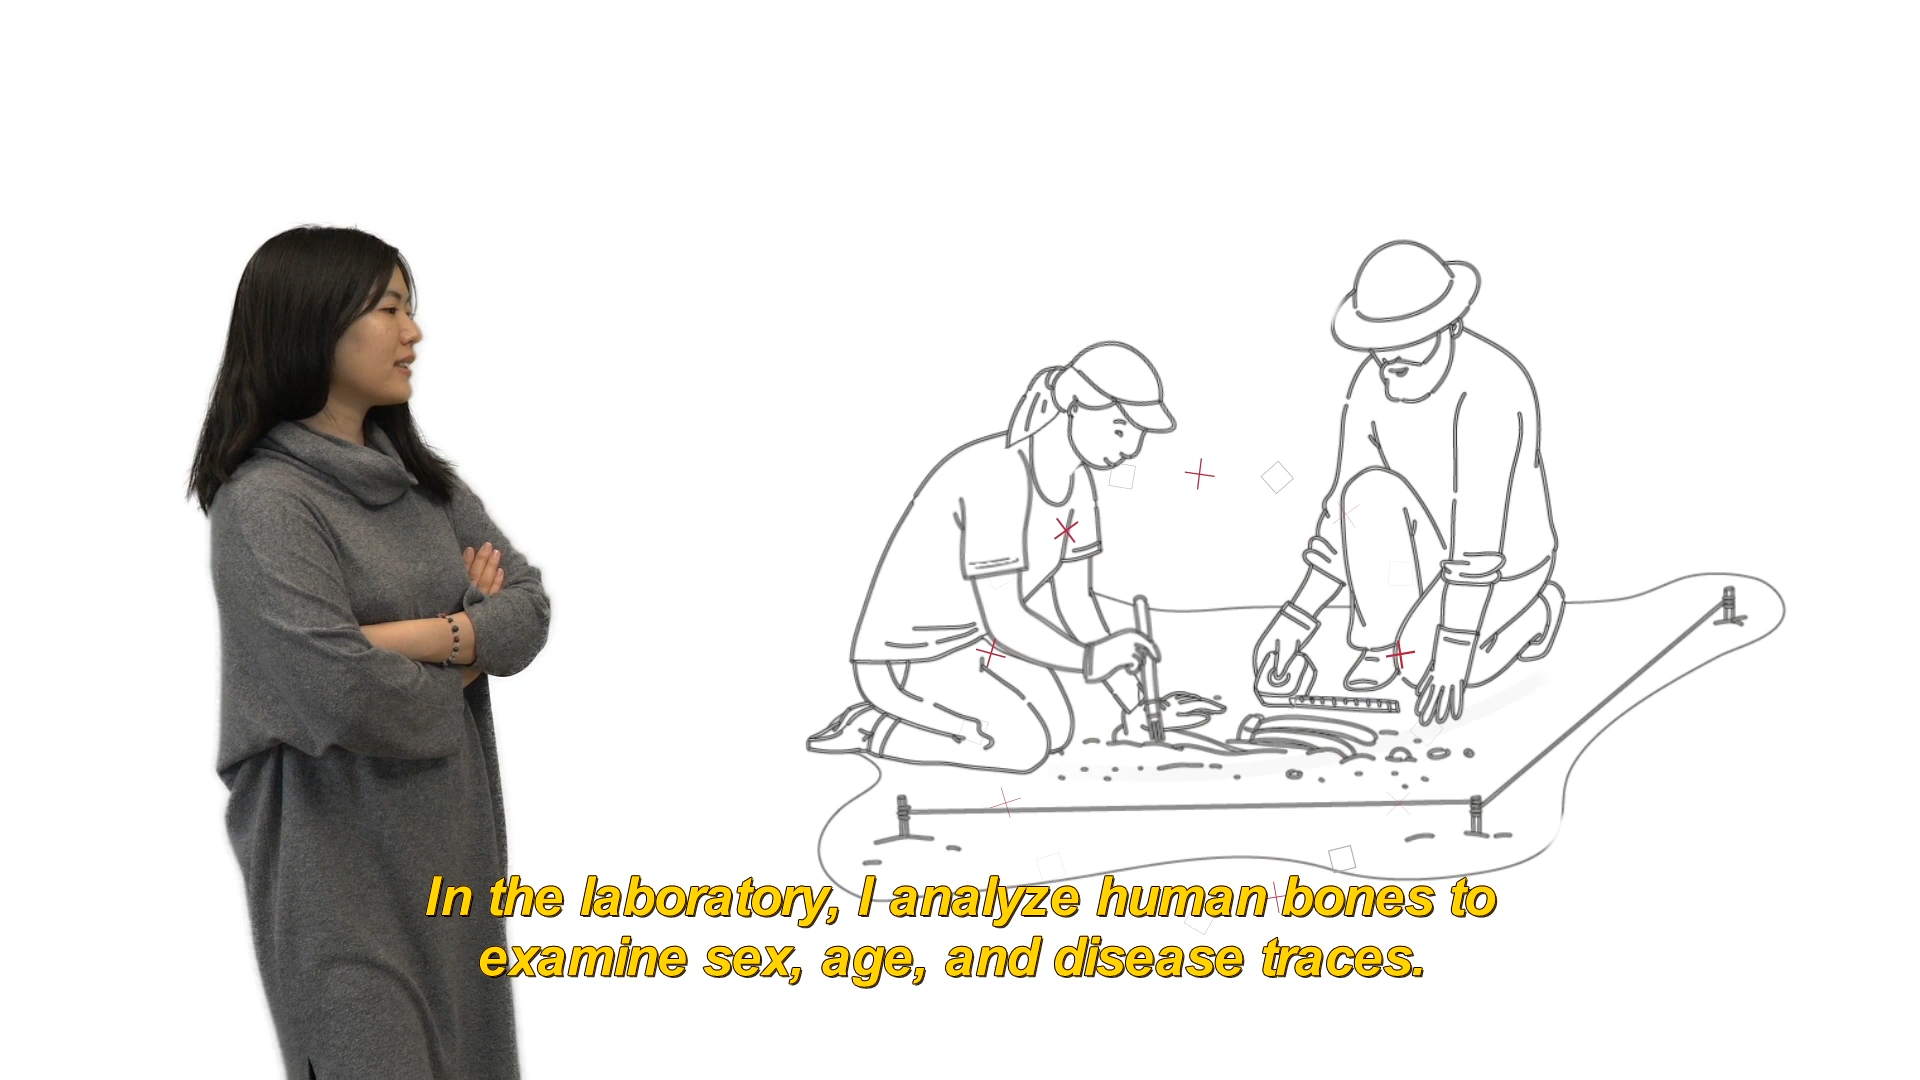 In the laboratory, I analyze human bones to
examine sex, age, and disease traces.